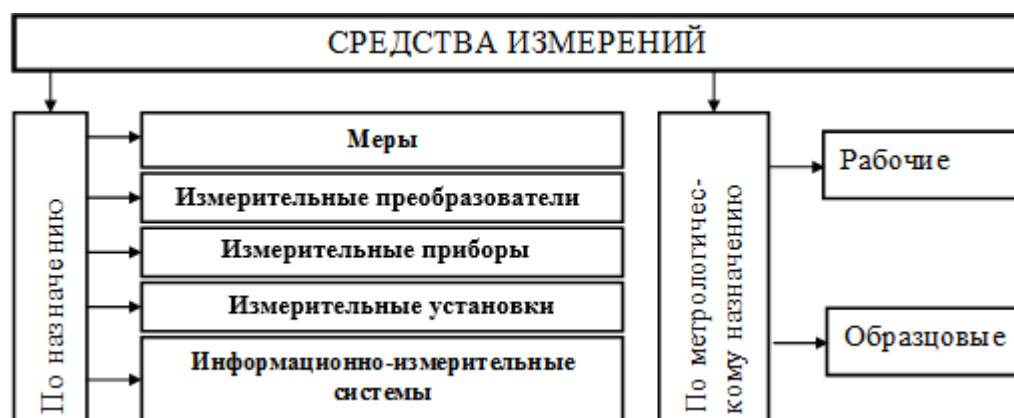 СРЕДСТВА ИЗМЕРЕНИЙ
По назначению
Меры
Измерительные преобразователи
Измерительные приборы
Измерительные установки
Информационно-измерительные
системы
По метрологичес-
кому назначению
Рабочие
Образцовые